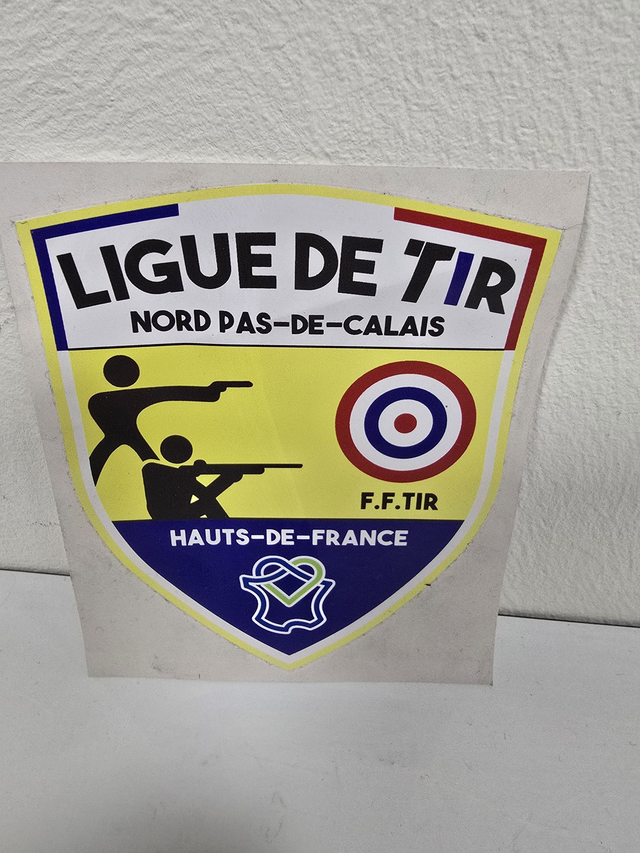 LIGUE DE TIR
NORD PAS-DE-CALAIS
F.F.TIR
HAUTS-DE-FRANCE